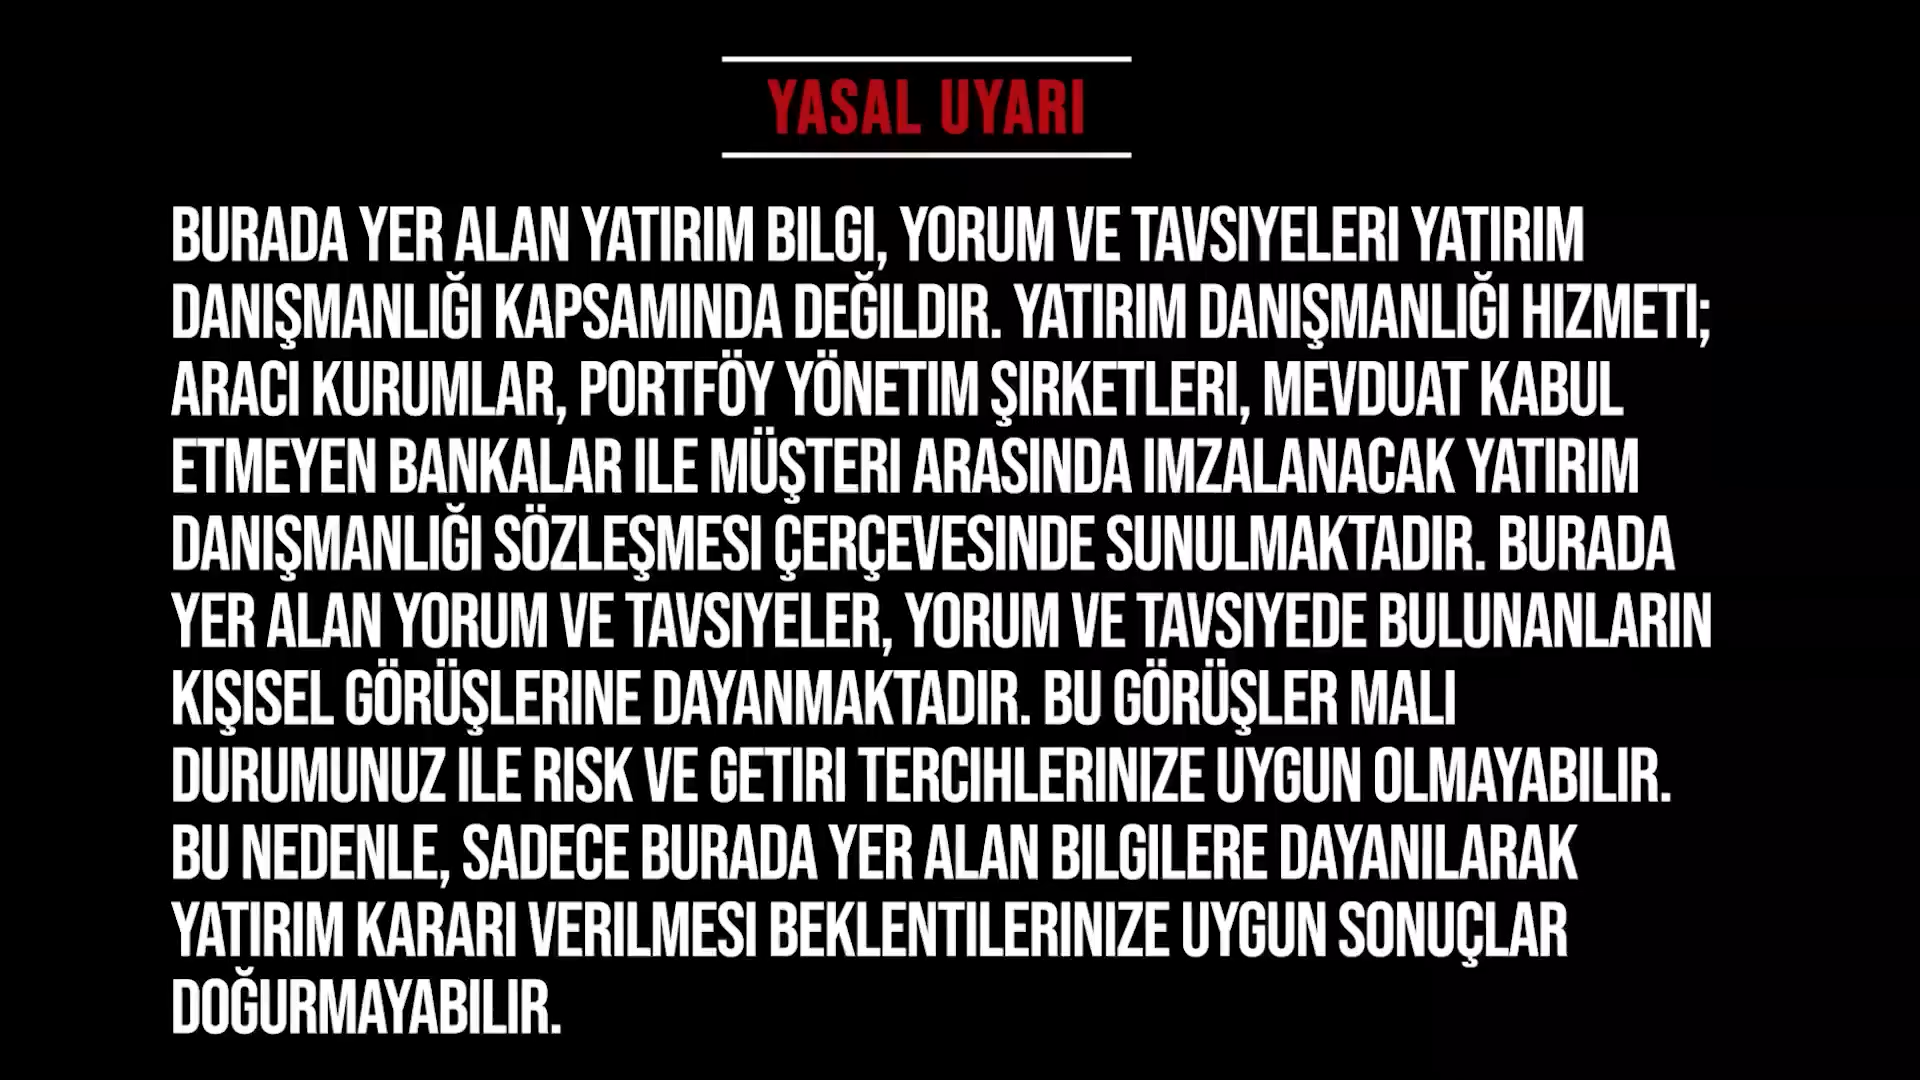 YASAL UYARI
BURADA YER ALAN YATIRIM BILGI, YORUM VE TAVSIYELERI YATIRIM
DANIŞMANLIĞI KAPSAMINDA DEĞILDIR. YATIRIM DANIŞMANLIĞI HIZMETI;
ARACI KURUMLAR, PORTFÖY YÖNETIM ŞIRKETLERI, MEVDUAT KABUL
ETMEYEN BANKALAR ILE MÜŞTERI ARASINDA IMZALANACAK YATIRIM
DANIŞMANLIĞI SÖZLEŞMESI ÇERÇEVESINDE SUNULMAKTADIR. BURADA
YER ALAN YORUM VE TAVSIYELER, YORUM VE TAVSIYEDE BULUNANLARIN
KIŞISEL GÖRÜŞLERINE DAYANMAKTADIR. BU GÖRÜŞLER MALI
DURUMUNUZ ILE RISK VE GETIRI TERCIHLERINIZE UYGUN OLMAYABILIR.
BU NEDENLE, SADECE BURADA YER ALAN BILGILERE DAYANILARAK
YATIRIM KARARI VERILMESI BEKLENTILERINIZE UYGUN SONUÇLAR
DOĞURMAYABILIR.